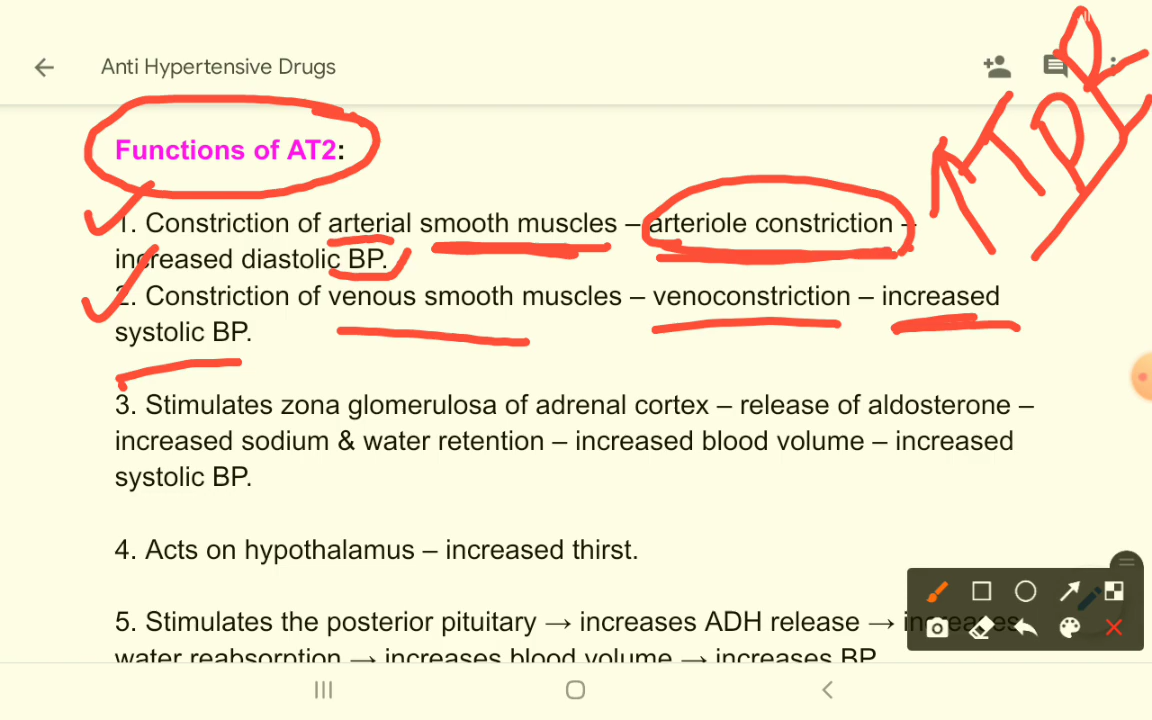 Anti Hypertensive Drugs
Functions of AT2:
1. Constriction of arterial smooth muscles – arteriole constriction –
increased diastolic BP.
2. Constriction of venous smooth muscles – venoconstriction – increased
systolic BP.
3. Stimulates zona glomerulosa of adrenal cortex – release of aldosterone –
increased sodium & water retention – increased blood volume – increased
systolic BP.
4. Acts on hypothalamus – increased thirst.
5. Stimulates the posterior pituitary → increases ADH release → increases
water reabsorption → increases blood volume → increases BP